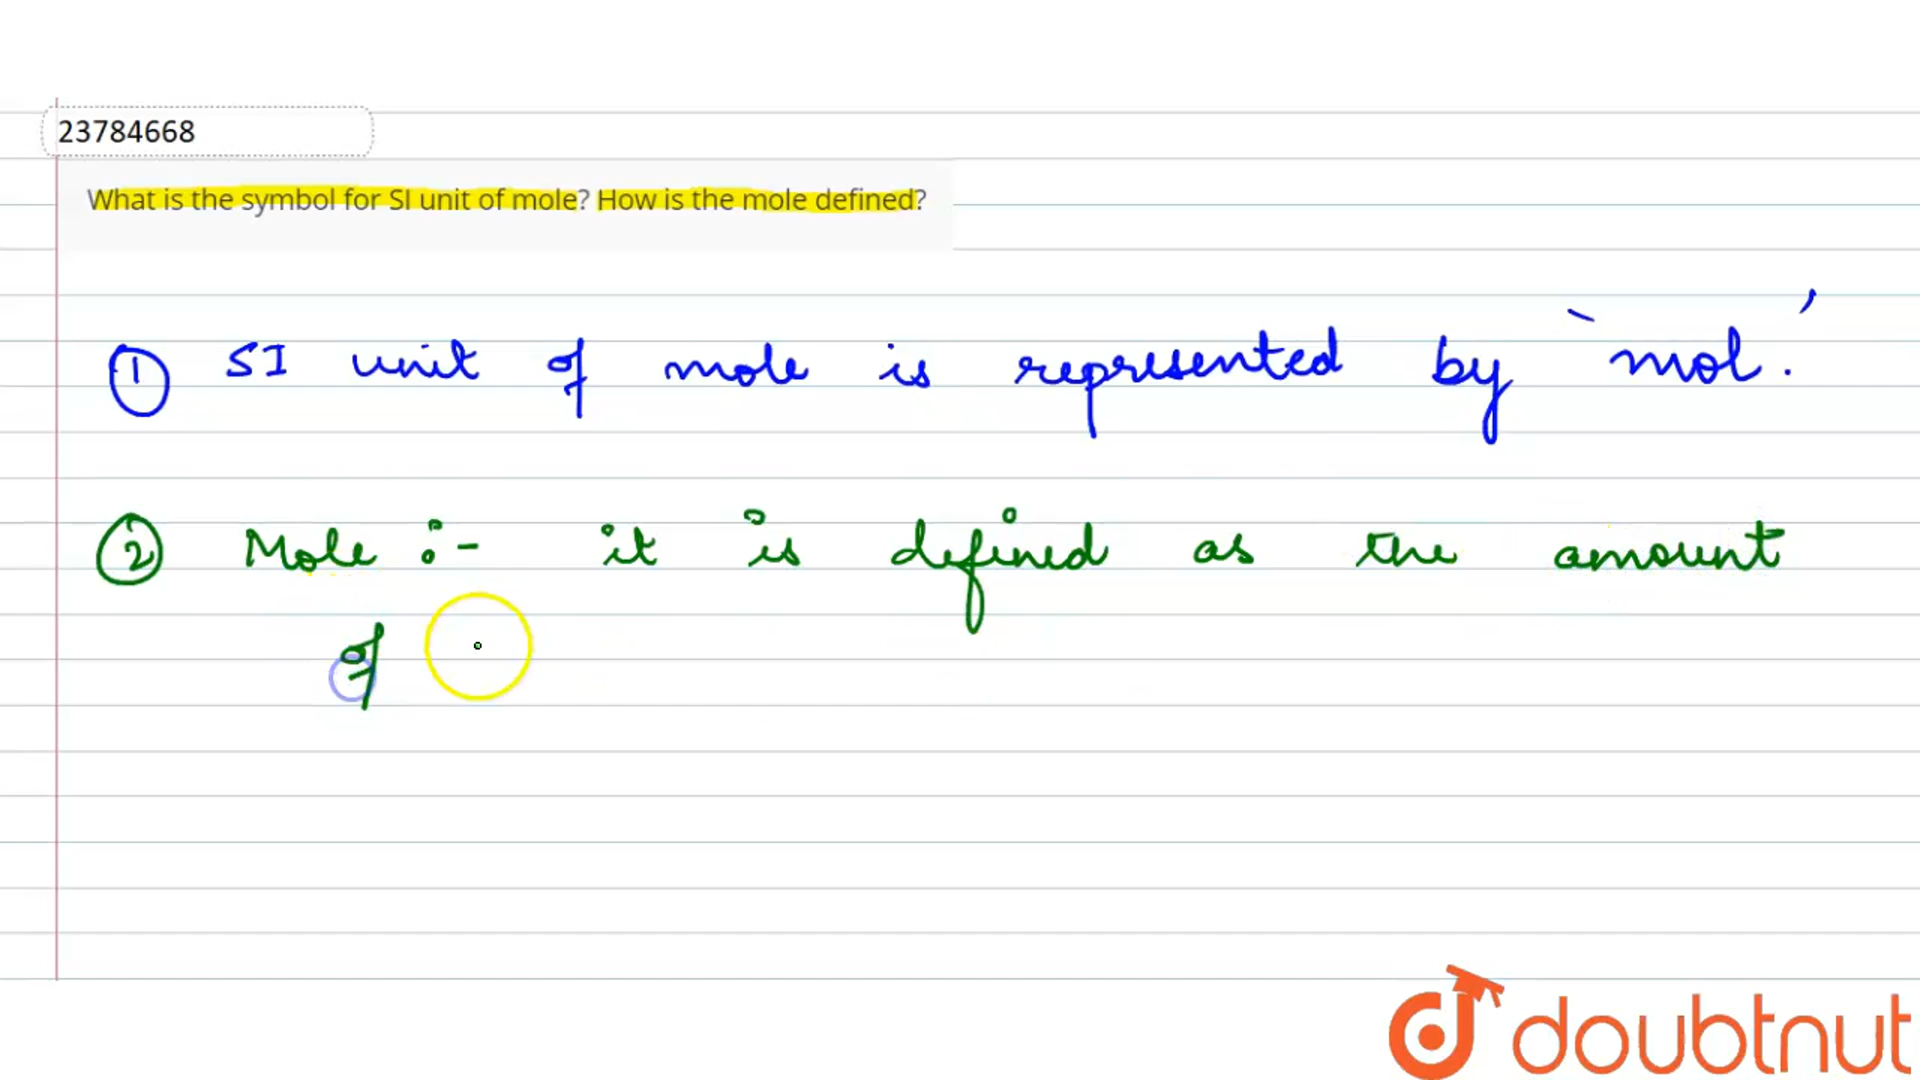 23784668
What is the symbol for SI unit of mole? How is the mole defined?
1 SI unit of mole is represented by `mol.'
2 Mole :- it is defined as the amount
of
doubtnut